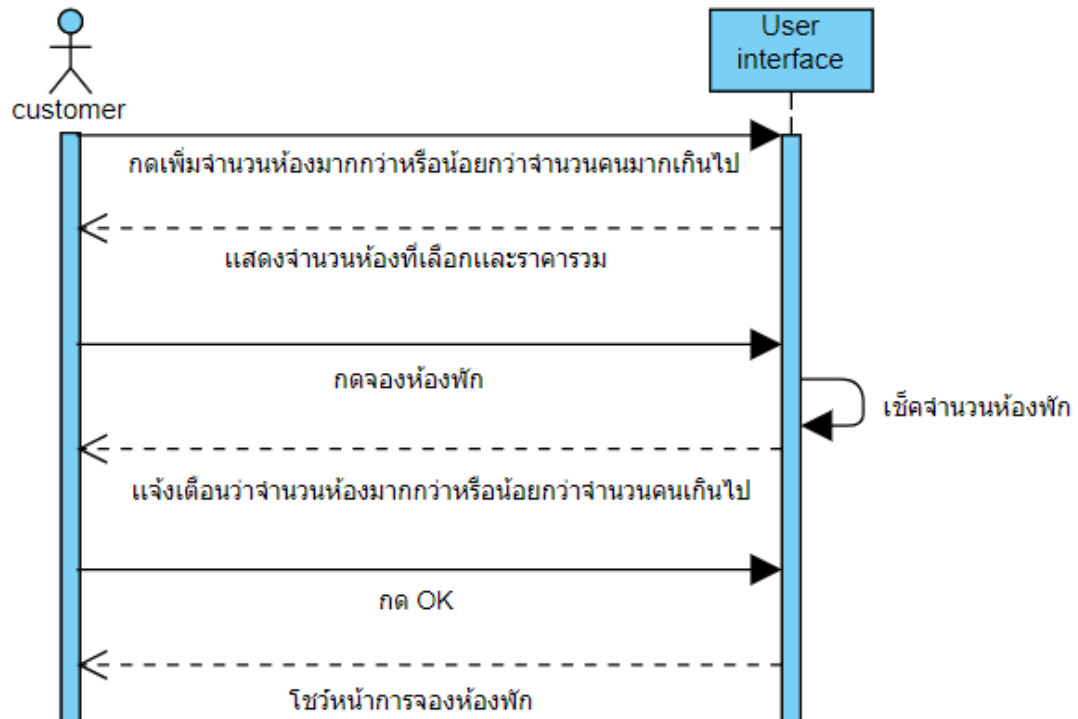 User
interface
customer
กดเพิ่มจำนวนห้องมากกว่าหรือน้อยกว่าจำนวนคนมากเกินไป
แสดงจำนวนห้องที่เลือกและราคารวม
กดจองห้องพัก
เช็คจำนวนห้องพัก
แจ้งเตือนว่าจำนวนห้องมากกว่าหรือน้อยกว่าจำนวนคนเกินไป
กด OK
โชว์หน้าการจองห้องพัก